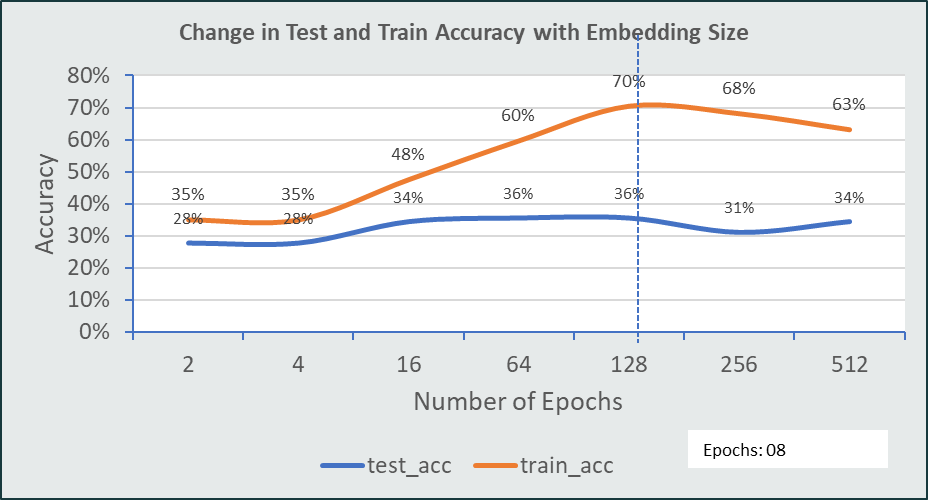 Change in Test and Train Accuracy with Embedding Size
80%
70%
60%
50%
40%
30%
20%
10%
0%
Accuracy
35% 35% 48% 60% 70% 68% 63%
28% 28% 34% 36% 36% 31% 34%
2 4 16 64 128 256 512
Number of Epochs
test_acc train_acc
Epochs: 08